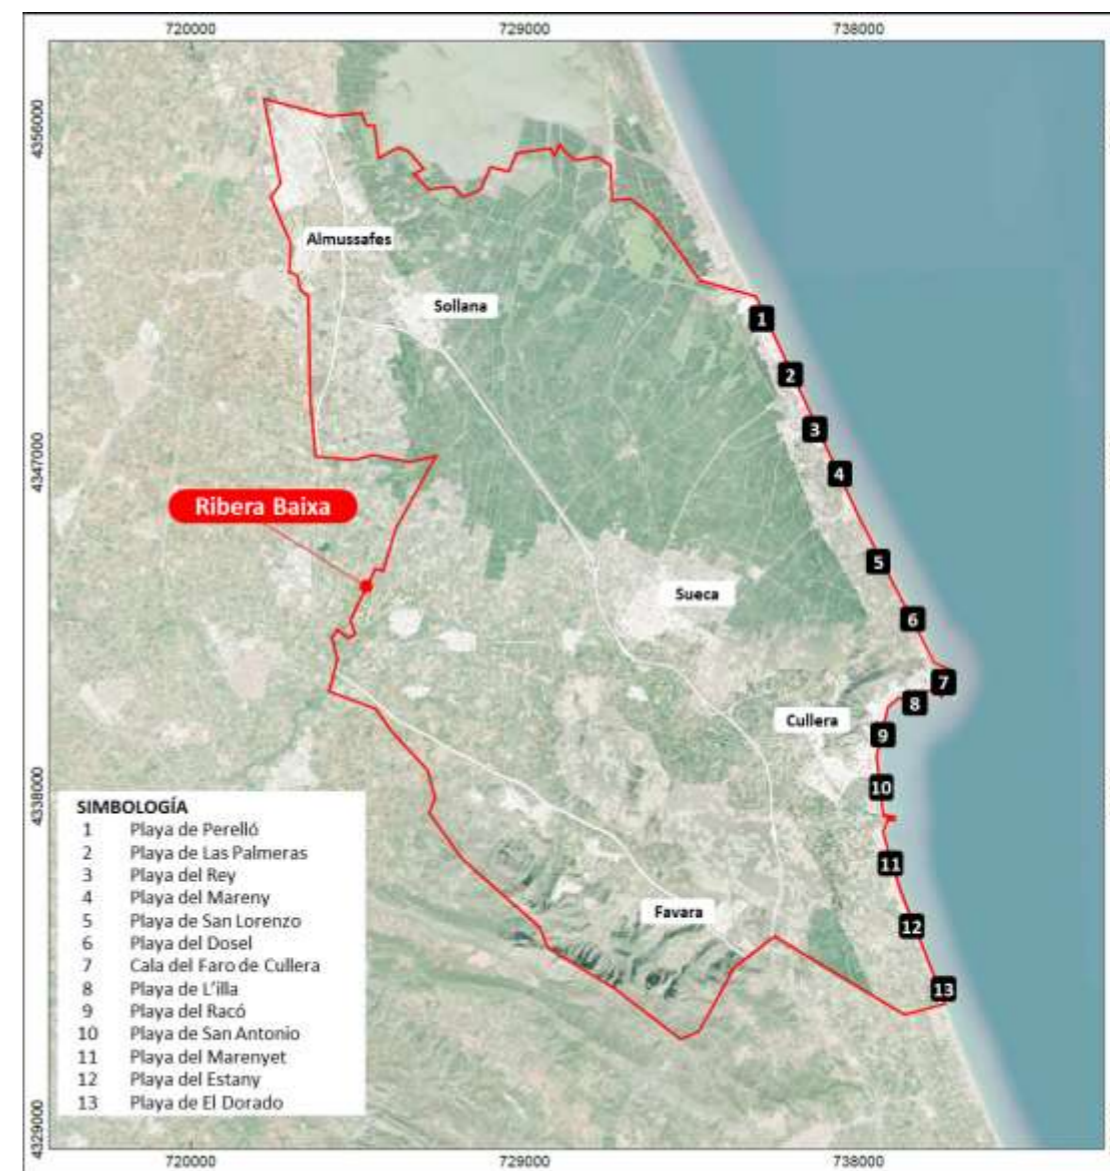 720000 729000 738000
4356000
Almussafes
Sollana
1
2
3
4347000
4
Ribera Baixa
5
Sueca
6
7
8
Cullera
9
10
4338000
SIMBOLOGÍA
1 Playa de Perelló
2 Playa de Las Palmeras
3 Playa del Rey
4 Playa del Mareny
5 Playa de San Lorenzo
6 Playa del Dosel
7 Cala del Faro de Cullera
8 Playa de L'illa
9 Playa del Racó
10 Playa de San Antonio
11 Playa del Marenyet
12 Playa del Estany
13 Playa de El Dorado
11
Favara
12
13
4329000
720000 729000 738000